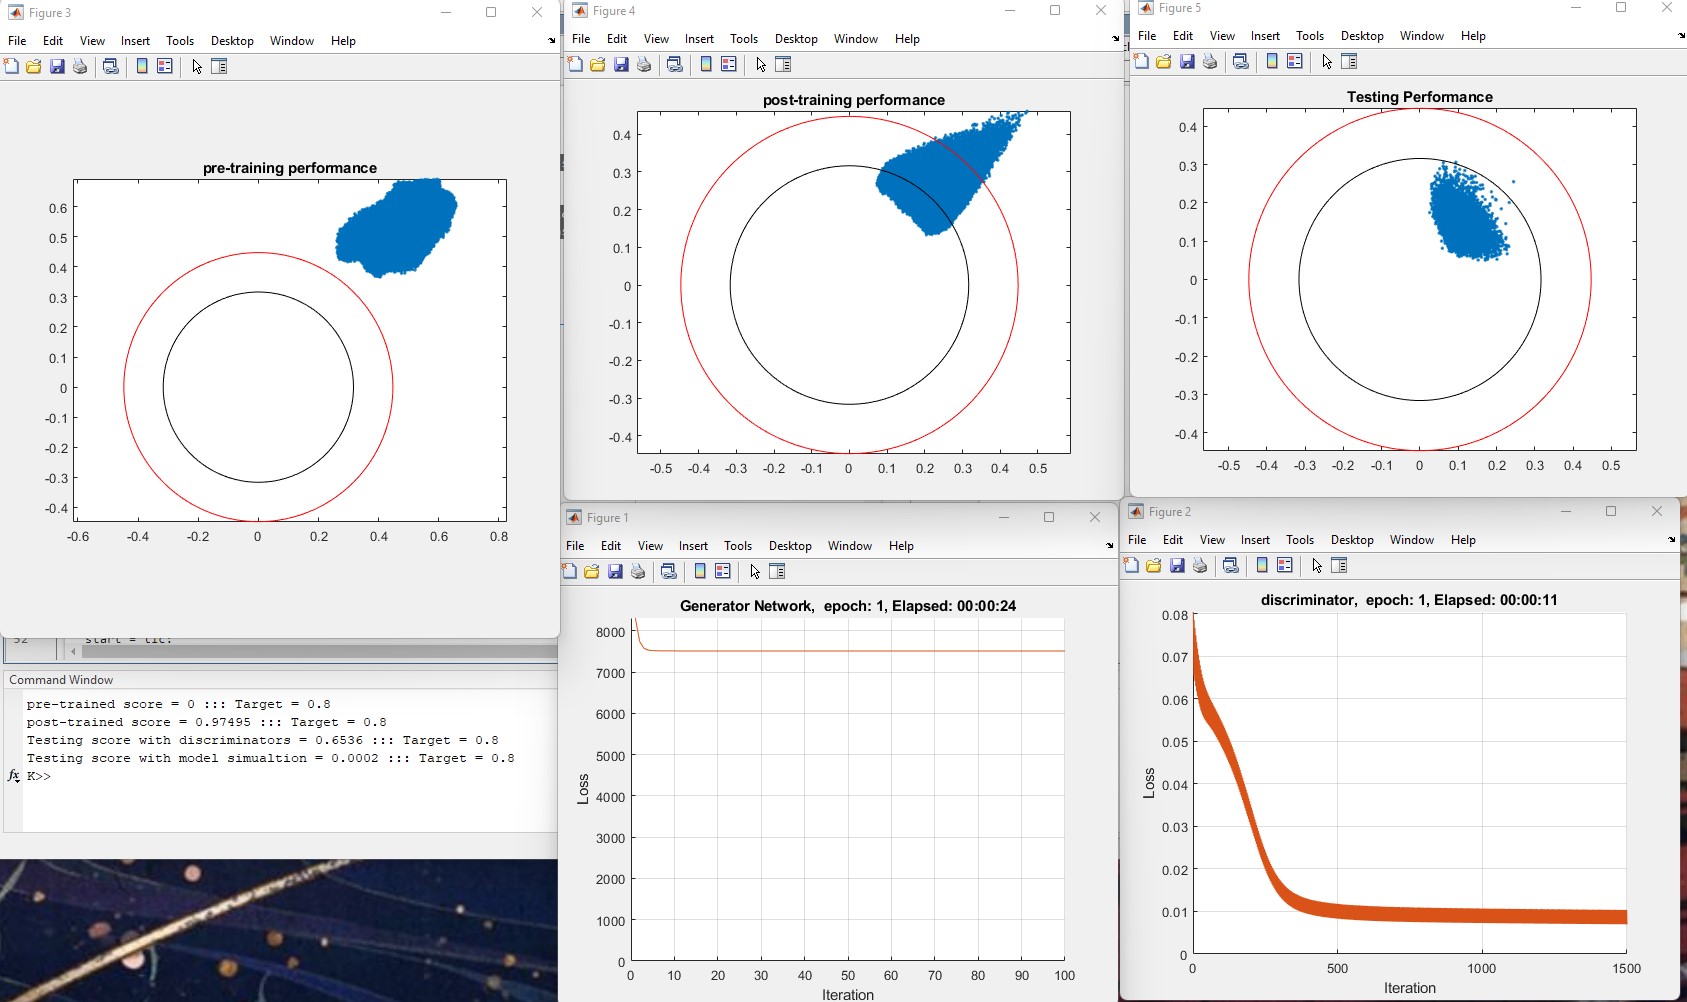 Figure 3
File Edit View Insert Tools Desktop Window Help
pre-training performance
0.6
0.5
0.4
0.3
0.2
0.1
0
-0.1
-0.2
-0.3
-0.4
-0.6 -0.4 -0.2 0 0.2 0.4 0.6 0.8
Figure 4
File Edit View Insert Tools Desktop Window Help
post-training performance
0.4
0.3
0.2
0.1
0
-0.1
-0.2
-0.3
-0.4
-0.5 -0.4 -0.3 -0.2 -0.1 0 0.1 0.2 0.3 0.4 0.5
Figure 5
File Edit View Insert Tools Desktop Window Help
Testing Performance
0.4
0.3
0.2
0.1
0
-0.1
-0.2
-0.3
-0.4
-0.5 -0.4 -0.3 -0.2 -0.1 0 0.1 0.2 0.3 0.4 0.5
52 start = tic;
Command Window
pre-trained score = 0 ::: Target = 0.8
post-trained score = 0.97495 ::: Target = 0.8
Testing score with discriminators = 0.6536 ::: Target = 0.8
Testing score with model simualtion = 0.0002 ::: Target = 0.8
fx K>>
Figure 1
File Edit View Insert Tools Desktop Window Help
Generator Network, epoch: 1, Elapsed: 00:00:24
8000
7000
6000
5000
4000
3000
2000
1000
0
Loss
0 10 20 30 40 50 60 70 80 90 100
Iteration
Figure 2
File Edit View Insert Tools Desktop Window Help
discriminator, epoch: 1, Elapsed: 00:00:11
0.08
0.07
0.06
0.05
0.04
0.03
0.02
0.01
0
Loss
0 500 1000 1500
Iteration